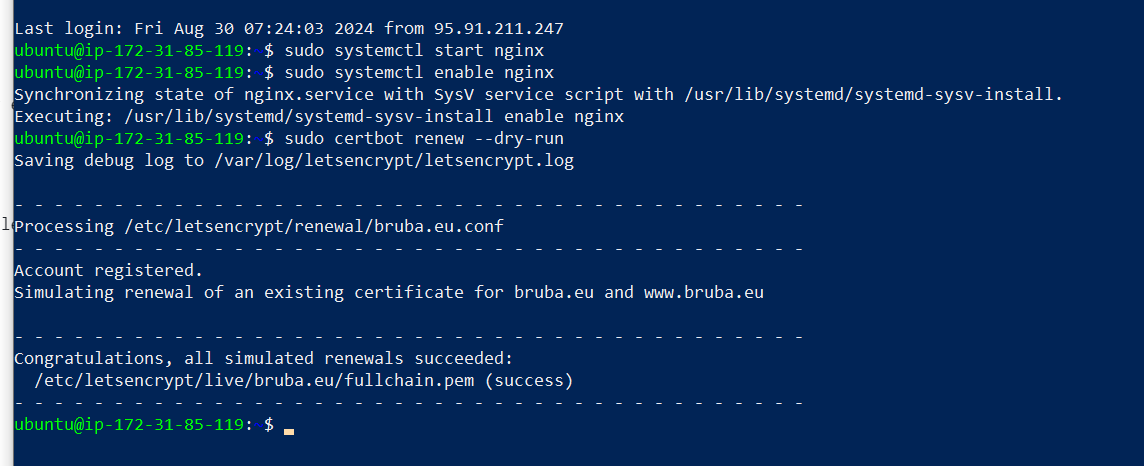 Last login: Fri Aug 30 07:24:03 2024 from 95.91.211.247
ubuntu@ip-172-31-85-119:~$ sudo systemctl start nginx
ubuntu@ip-172-31-85-119:~$ sudo systemctl enable nginx
Synchronizing state of nginx.service with SysV service script with /usr/lib/systemd/systemd-sysv-install.
Executing: /usr/lib/systemd/systemd-sysv-install enable nginx
ubuntu@ip-172-31-85-119:~$ sudo certbot renew --dry-run
Saving debug log to /var/log/letsencrypt/letsencrypt.log
- - - - - - - - - - - - - - - - - - - - - - - - - - - - - - - - - - - - - - - -
Processing /etc/letsencrypt/renewal/bruba.eu.conf
- - - - - - - - - - - - - - - - - - - - - - - - - - - - - - - - - - - - - - - -
Account registered.
Simulating renewal of an existing certificate for bruba.eu and www.bruba.eu
- - - - - - - - - - - - - - - - - - - - - - - - - - - - - - - - - - - - - - - -
Congratulations, all simulated renewals succeeded:
  /etc/letsencrypt/live/bruba.eu/fullchain.pem (success)
- - - - - - - - - - - - - - - - - - - - - - - - - - - - - - - - - - - - - - - -
ubuntu@ip-172-31-85-119:~$